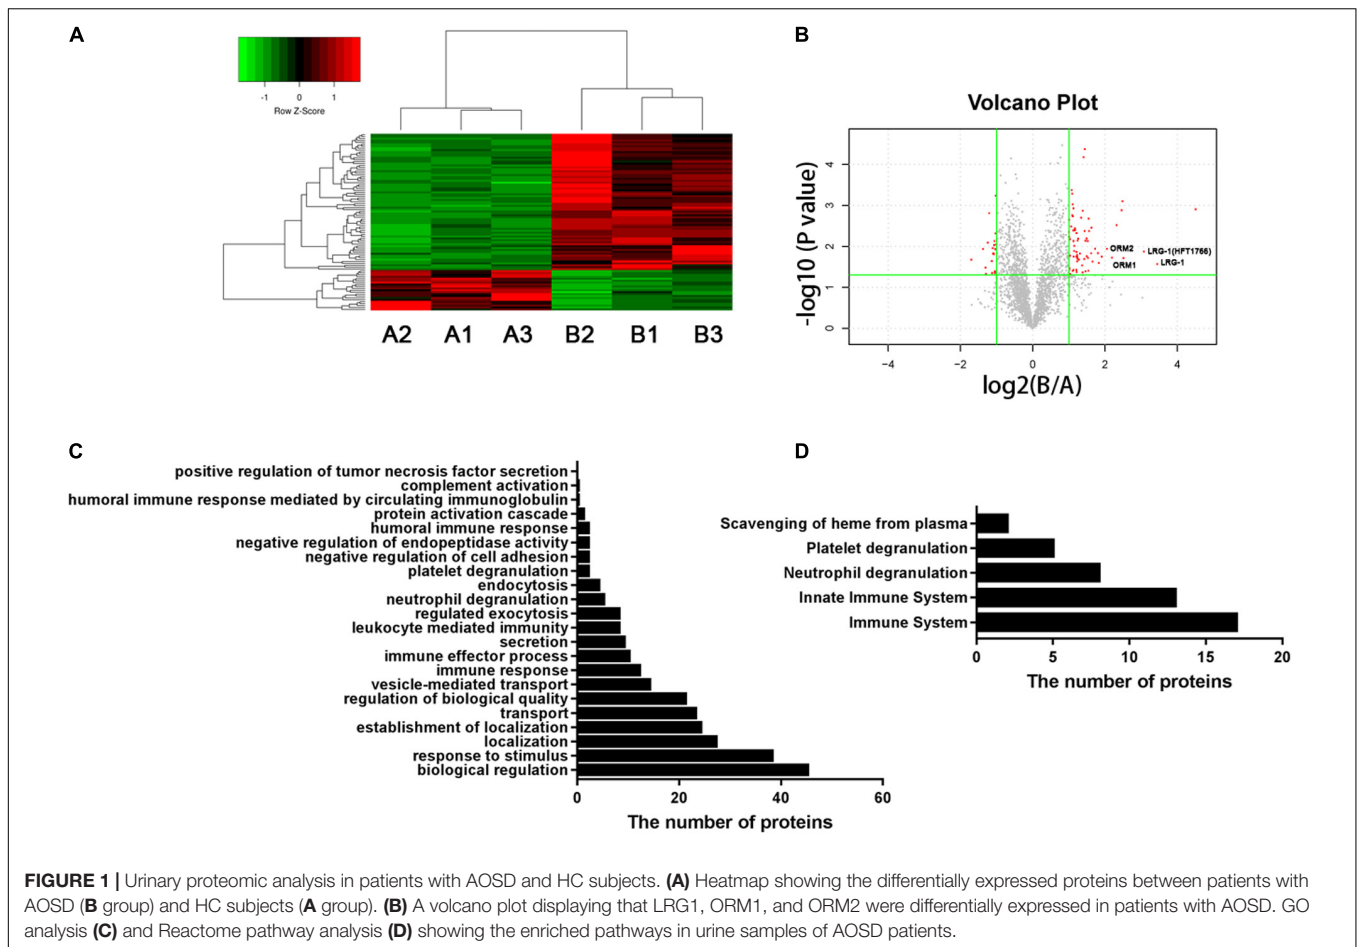 A
-1 0 1
Row Z-Score
A2 A1 A3 B2 B1 B3
B
Volcano Plot
-log10 (P value)
4
3
2
1
0
ORM2
LRG-1(HFT1766)
ORM1
LRG-1
−4 −2 0 2 4
log2(B/A)
C
positive regulation of tumor necrosis factor secretion
complement activation
humoral immune response mediated by circulating immunoglobulin
protein activation cascade
humoral immune response
negative regulation of endopeptidase activity
negative regulation of cell adhesion
platelet degranulation
endocytosis
neutrophil degranulation
regulated exocytosis
leukocyte mediated immunity
secretion
immune effector process
immune response
vesicle-mediated transport
regulation of biological quality
transport
establishment of localization
localization
response to stimulus
biological regulation
0 20 40 60
The number of proteins
D
Scavenging of heme from plasma
Platelet degranulation
Neutrophil degranulation
Innate Immune System
Immune System
0 5 10 15 20
The number of proteins
FIGURE 1 | Urinary proteomic analysis in patients with AOSD and HC subjects. (A) Heatmap showing the differentially expressed proteins between patients with
AOSD (B group) and HC subjects (A group). (B) A volcano plot displaying that LRG1, ORM1, and ORM2 were differentially expressed in patients with AOSD. GO
analysis (C) and Reactome pathway analysis (D) showing the enriched pathways in urine samples of AOSD patients.